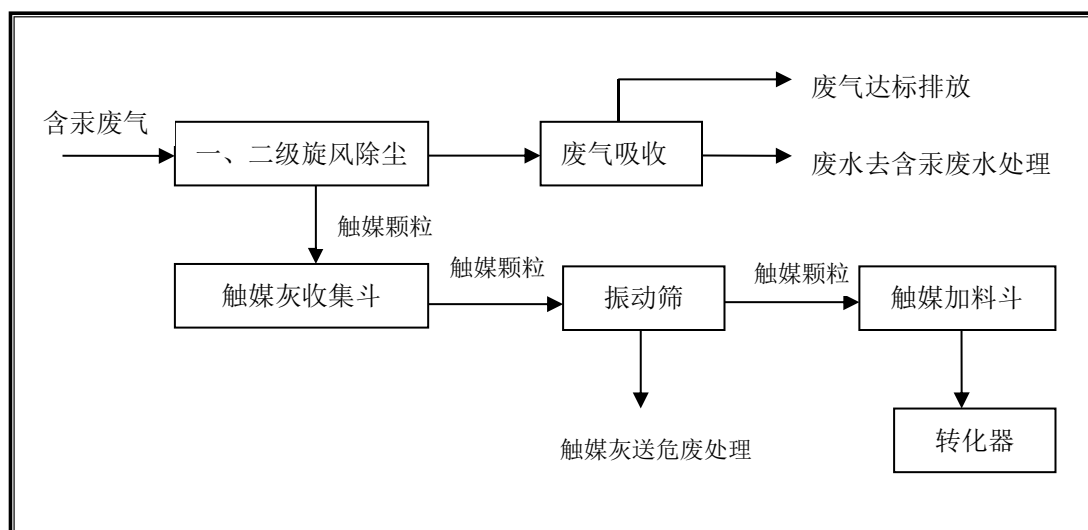 废气达标排放
含汞废气
一、二级旋风除尘
废气吸收
废水去含汞废水处理
触媒颗粒
触媒颗粒
触媒颗粒
触媒灰收集斗
振动筛
触媒加料斗
触媒灰送危废处理
转化器